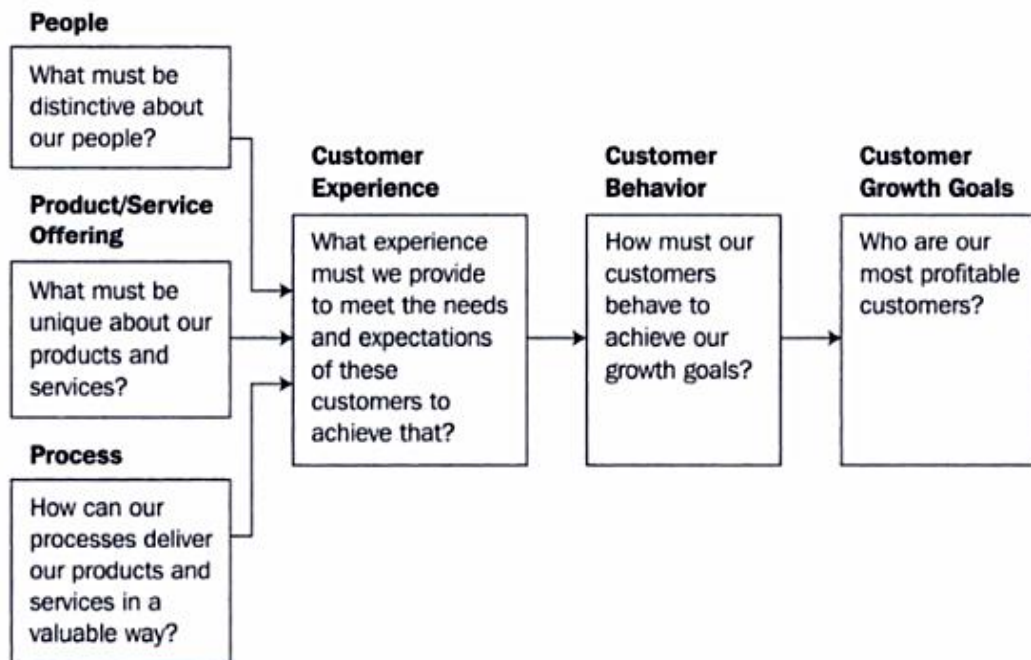 People
What must be
distinctive about
our people?
Product/Service
Offering
What must be
unique about our
products and
services?
Process
How can our
processes deliver
our products and
services in a
valuable way?
Customer
Experience
What experience
must we provide
to meet the needs
and expectations
of these
customers to
achieve that?
Customer
Behavior
How must our
customers
behave to
achieve our
growth goals?
Customer
Growth Goals
Who are our
most profitable
customers?